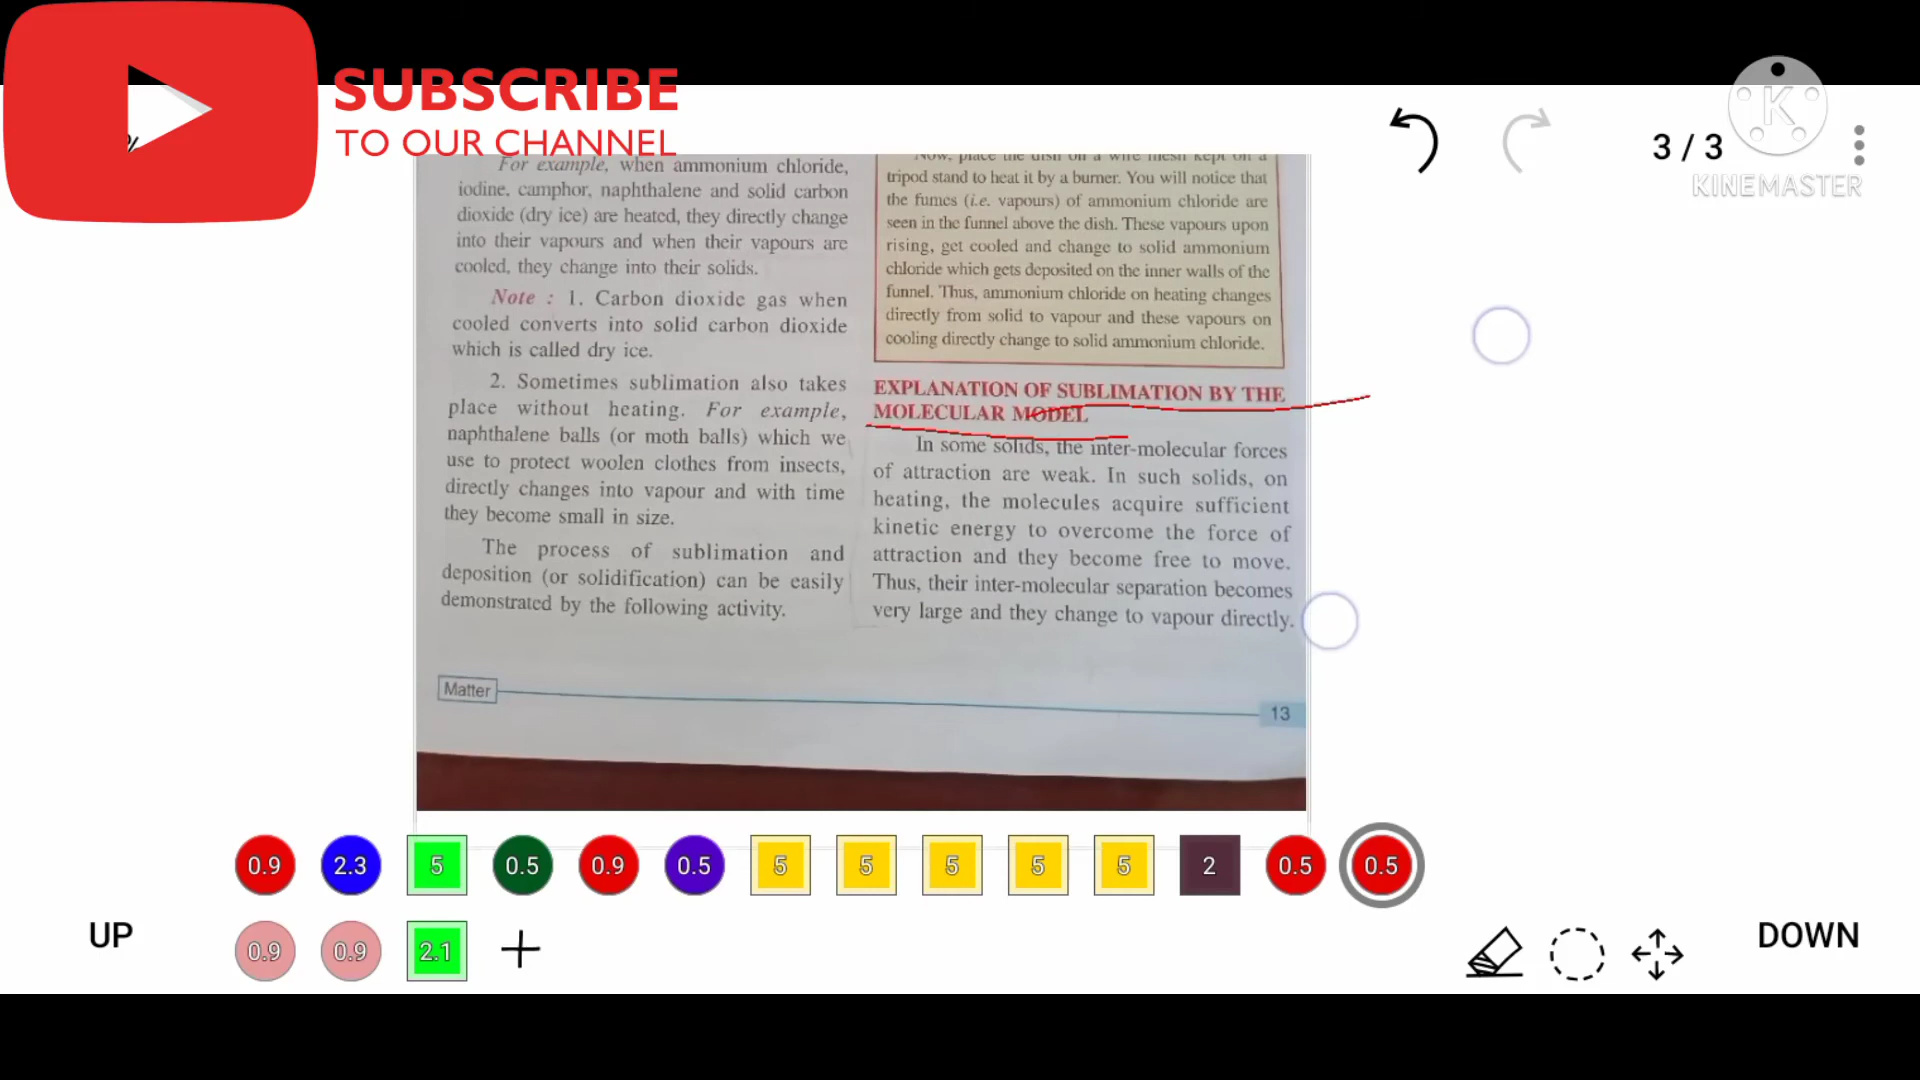 SUBSCRIBE
TO OUR CHANNEL
3 / 3
K
KINEMASTER
For example, when ammonium chloride,
iodine, camphor, naphthalene and solid carbon
dioxide (dry ice) are heated, they directly change
into their vapours and when their vapours are
cooled, they change into their solids.
Note : 1. Carbon dioxide gas when
cooled converts into solid carbon dioxide
which is called dry ice.
2. Sometimes sublimation also takes
place without heating. For example,
naphthalene balls (or moth balls) which we
use to protect woolen clothes from insects,
directly changes into vapour and with time
they become small in size.
The process of sublimation and
deposition (or solidification) can be easily
demonstrated by the following activity.
Now, place the dish on a wire mesh kept on a
tripod stand to heat it by a burner. You will notice that
the fumes (i.e. vapours) of ammonium chloride are
seen in the funnel above the dish. These vapours upon
rising, get cooled and change to solid ammonium
chloride which gets deposited on the inner walls of the
funnel. Thus, ammonium chloride on heating changes
directly from solid to vapour and these vapours on
cooling directly change to solid ammonium chloride.
EXPLANATION OF SUBLIMATION BY THE
MOLECULAR MODEL
In some solids, the inter-molecular forces
of attraction are weak. In such solids, on
heating, the molecules acquire sufficient
kinetic energy to overcome the force of
attraction and they become free to move.
Thus, their inter-molecular separation becomes
very large and they change to vapour directly.
Matter
13
0.9 2.3 5 0.5 0.9 0.5 5 5 5 5 5 2 0.5 0.5
UP
0.9 0.9 2.1
DOWN